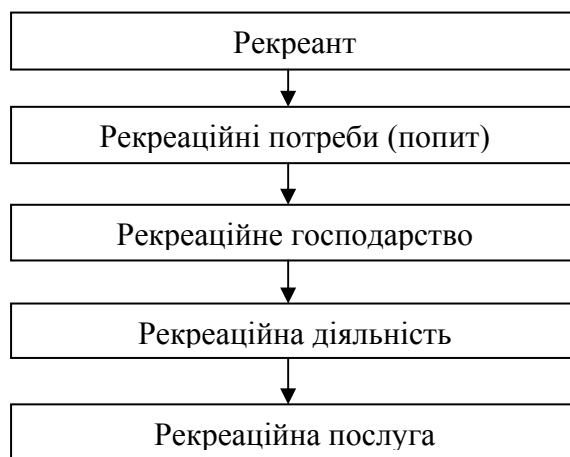 Рекреант
Рекреаційні потреби (попит)
Рекреаційне господарство
Рекреаційна діяльність
Рекреаційна послуга